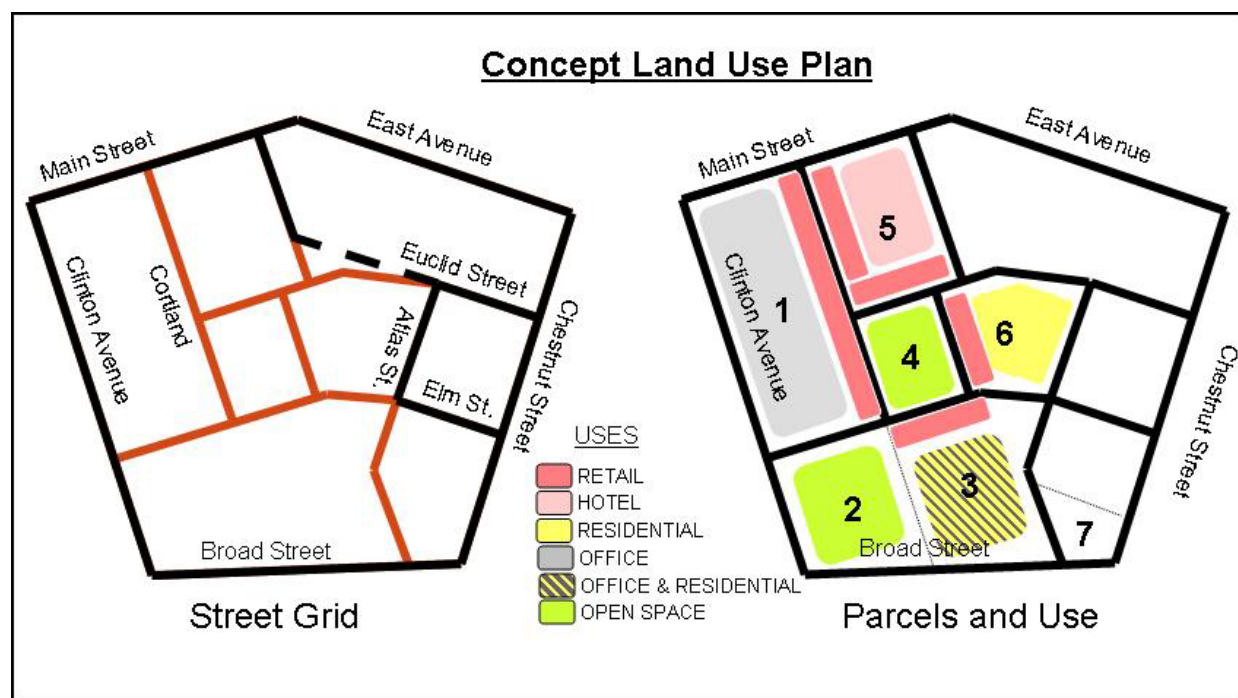 Concept Land Use Plan
Main Street
East Avenue
Clinton Avenue
Cortland
Euclid Street
Atlas St.
Elm St.
Chestnut Street
Broad Street
Street Grid
USES
RETAIL
HOTEL
RESIDENTIAL
OFFICE
OFFICE & RESIDENTIAL
OPEN SPACE
Main Street
East Avenue
Clinton Avenue
1
5
4
6
2
3
7
Chestnut Street
Broad Street
Parcels and Use